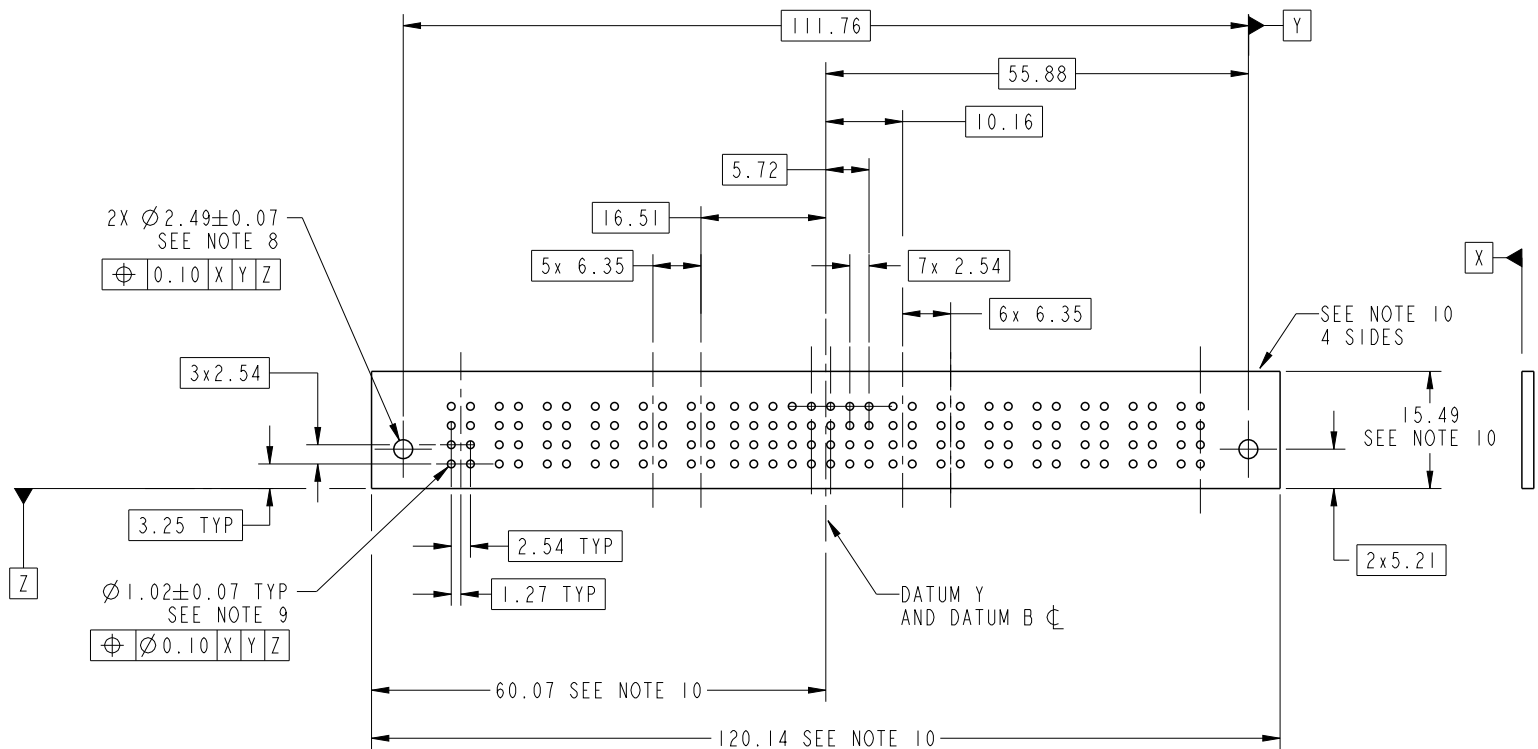 111.76
Y
55.88
10.16
5.72
16.51
2X Ø2.49±0.07
SEE NOTE 8
⌖ 0.10 X Y Z
5x 6.35
7x 2.54
X
6x 6.35
SEE NOTE 10
4 SIDES
3x2.54
15.49
SEE NOTE 10
3.25 TYP
2.54 TYP
2x5.21
Z
Ø1.02±0.07 TYP
SEE NOTE 9
1.27 TYP
DATUM Y
AND DATUM B ℄
⌖ Ø0.10 X Y Z
60.07 SEE NOTE 10
120.14 SEE NOTE 10